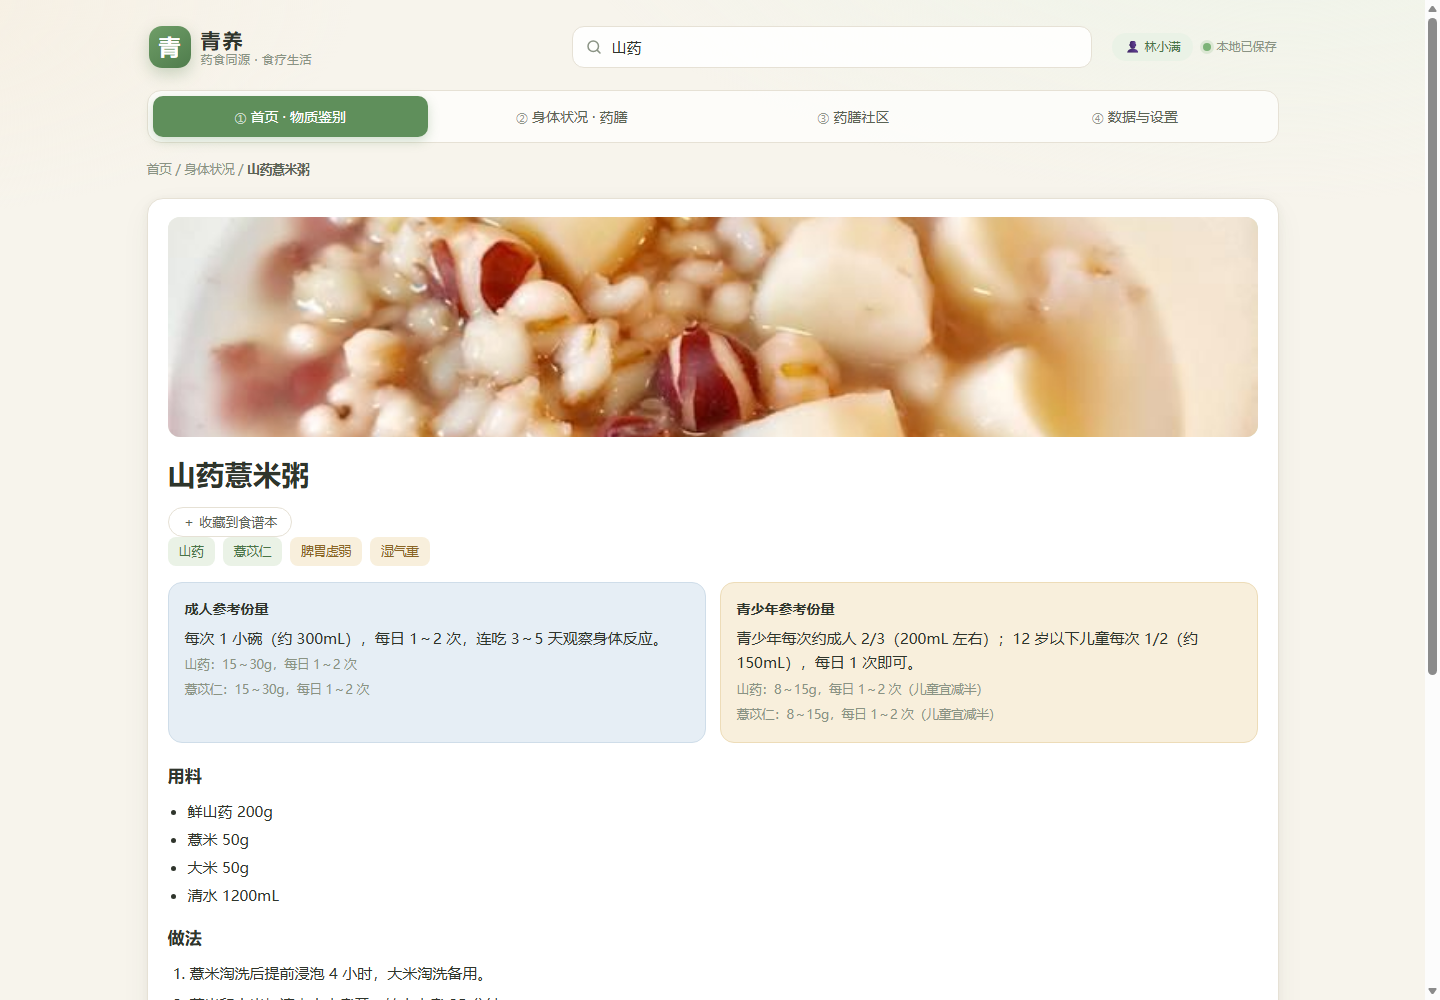 青
青养
药食同源 · 食疗生活
山药
林小满
本地已保存
① 首页 · 物质鉴别
② 身体状况 · 药膳
③ 药膳社区
④ 数据与设置
首页 / 身体状况 / 山药薏米粥
山药薏米粥
+ 收藏到食谱本
山药
薏苡仁
脾胃虚弱
湿气重
成人参考份量
每次 1 小碗（约 300mL），每日 1~2 次，连吃 3~5 天观察身体反应。
山药：15~30g，每日 1~2 次
薏苡仁：15~30g，每日 1~2 次
青少年参考份量
青少年每次约成人 2/3（200mL 左右）；12 岁以下儿童每次 1/2（约
150mL），每日 1 次即可。
山药：8~15g，每日 1~2 次（儿童宜减半）
薏苡仁：8~15g，每日 1~2 次（儿童宜减半）
用料
• 鲜山药 200g
• 薏米 50g
• 大米 50g
• 清水 1200mL
做法
1. 薏米淘洗后提前浸泡 4 小时，大米淘洗备用。